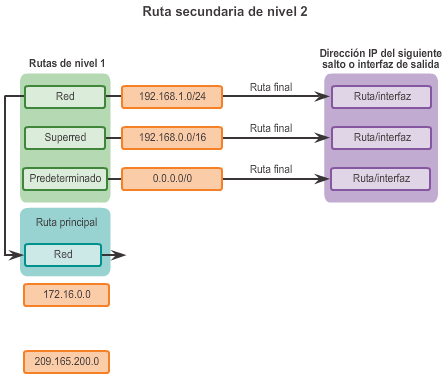 Ruta secundaria de nivel 2
Rutas de nivel 1
Dirección IP del siguiente
salto o interfaz de salida
Red
192.168.1.0/24
Ruta final
Ruta/interfaz
Superred
192.168.0.0/16
Ruta final
Ruta/interfaz
Predeterminado
0.0.0.0/0
Ruta final
Ruta/interfaz
Ruta principal
Red
172.16.0.0
209.165.200.0